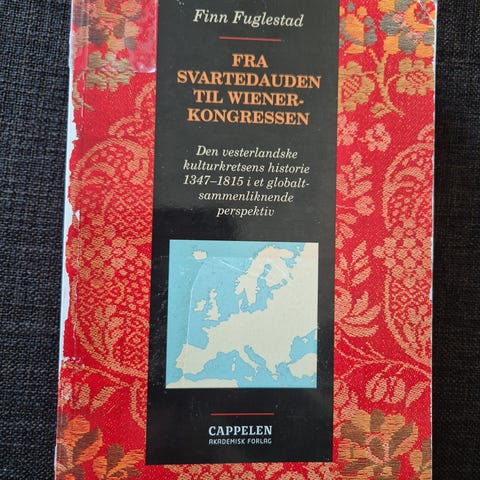 Finn Fuglestad
FRA
SVARTEDAUDEN
TIL WIENER-
KONGRESSEN
Den vesterlandske
kulturkretsens historie
1347–1815 i et globalt-
sammenliknende
perspektiv
CAPPELEN
AKADEMISK FORLAG